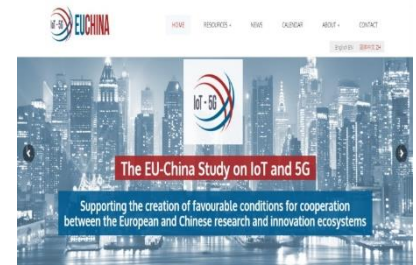 IoT - 5G EUCHINA
HOME RESOURCES NEWS CALENDAR ABOUT CONTACT
English
IoT - 5G
The EU-China Study on IoT and 5G
Supporting the creation of favourable conditions for cooperation
between the European and Chinese research and innovation ecosystems